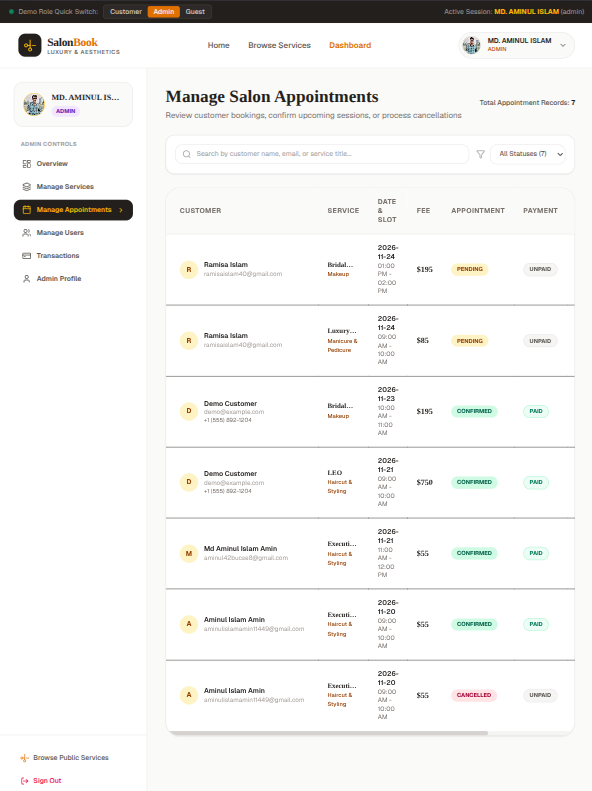 Demo Role Quick Switch: Customer Admin Guest Active Session: MD. AMINUL ISLAM (admin)
SalonBook
LUXURY & AESTHETICS
Home Browse Services Dashboard
MD. AMINUL ISLAM
ADMIN
MD. AMINUL IS...
ADMIN
ADMIN CONTROLS
Overview
Manage Services
Manage Appointments
Manage Users
Transactions
Admin Profile
Browse Public Services
Sign Out
Manage Salon Appointments
Review customer bookings, confirm upcoming sessions, or process cancellations
Total Appointment Records: 7
Search by customer name, email, or service title...
All Statuses (7)
CUSTOMER SERVICE DATE & SLOT FEE APPOINTMENT PAYMENT
R
Ramisa Islam
ramisaislam40@gmail.com
Bridal...
Makeup
2026-
11-24
01:00
PM -
02:00
PM
$195
PENDING
UNPAID
R
Ramisa Islam
ramisaislam40@gmail.com
Luxury...
Manicure &
Pedicure
2026-
11-24
09:00
AM -
10:00
AM
$85
PENDING
UNPAID
D
Demo Customer
demo@example.com
+1 (555) 892-1204
Bridal...
Makeup
2026-
11-23
10:00
AM -
11:00
AM
$195
CONFIRMED
PAID
D
Demo Customer
demo@example.com
+1 (555) 892-1204
LEO
Haircut &
Styling
2026-
11-21
09:00
AM -
10:00
AM
$750
CONFIRMED
PAID
M
Md Aminul Islam Amin
Executi...
Haircut &
Styling
2026-
11-21
11:00
AM -
12:00
PM
$55
CONFIRMED
PAID
A
Aminul Islam Amin
aminulislamamin11449@gmail.com
Executi...
Haircut &
Styling
2026-
11-20
09:00
AM -
10:00
AM
$55
CONFIRMED
PAID
A
Aminul Islam Amin
aminulislamamin11449@gmail.com
Executi...
Haircut &
Styling
2026-
11-20
09:00
AM -
10:00
AM
$55
CANCELLED
UNPAID